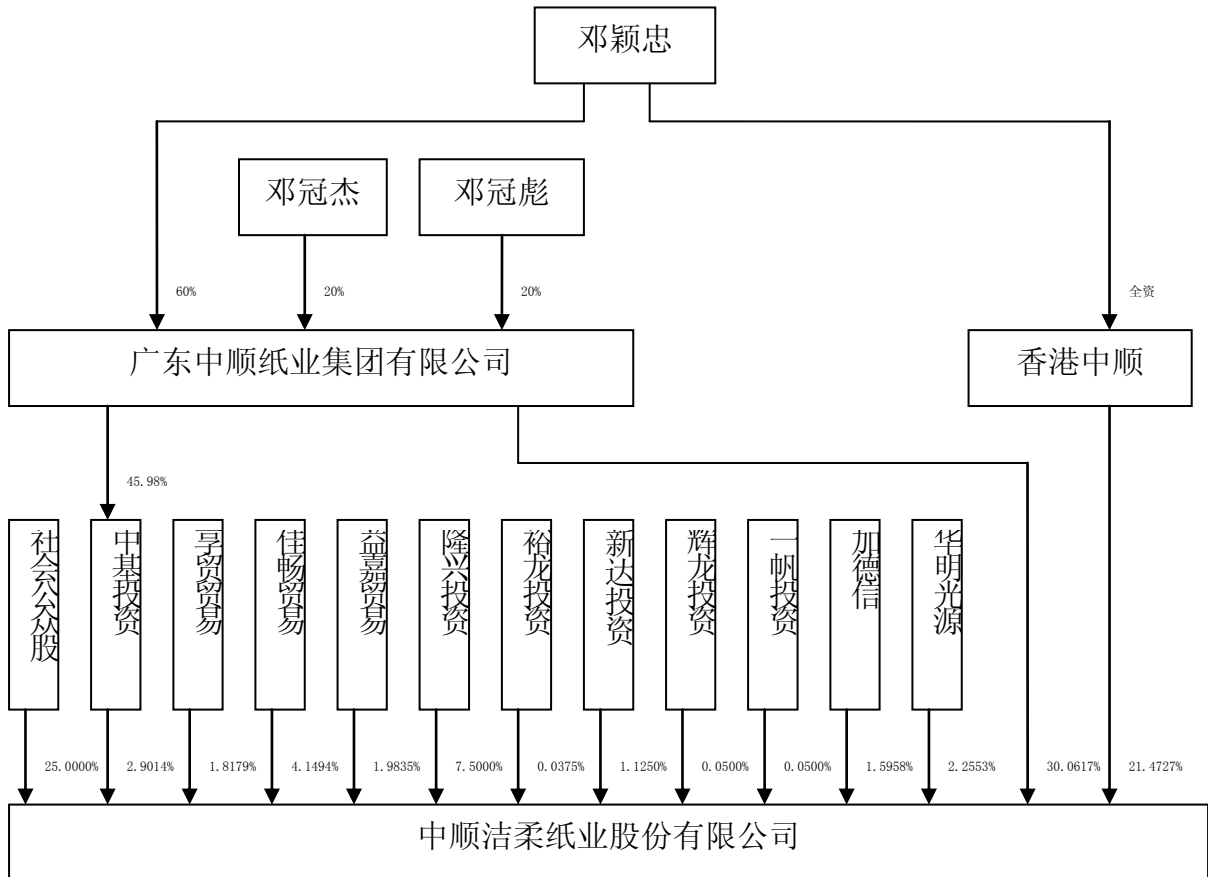 邓颖忠
邓冠杰
邓冠彪
60%
20%
20%
全资
广东中顺纸业集团有限公司
香港中顺
45.98%
社会公众股
中基投资
享贸贸易
佳畅贸易
益嘉贸易
隆兴投资
裕龙投资
新达投资
辉龙投资
一帆投资
加德信
华明光源
25.0000%
2.9014%
1.8179%
4.1494%
1.9835%
7.5000%
0.0375%
1.1250%
0.0500%
0.0500%
1.5958%
2.2553%
30.0617%
21.4727%
中顺洁柔纸业股份有限公司